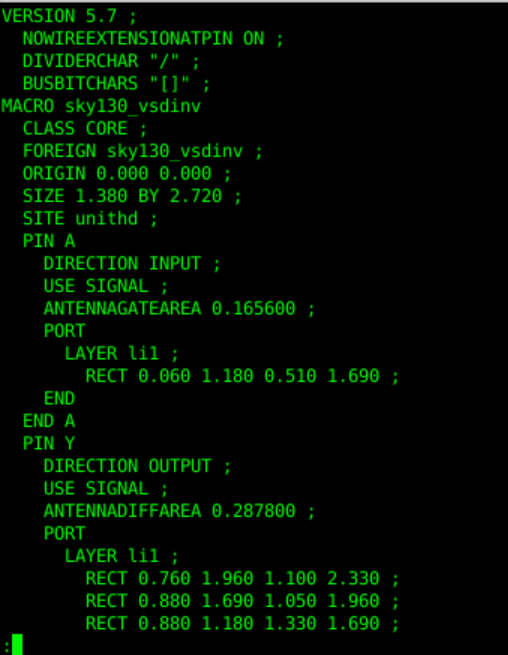 VERSION 5.7 ;
  NOWIREEXTENSIONATPIN ON ;
  DIVIDERCHAR "/" ;
  BUSBITCHARS "[]" ;
MACRO sky130_vsdinv
  CLASS CORE ;
  FOREIGN sky130_vsdinv ;
  ORIGIN 0.000 0.000 ;
  SIZE 1.380 BY 2.720 ;
  SITE unithd ;
  PIN A
    DIRECTION INPUT ;
    USE SIGNAL ;
    ANTENNAGATEAREA 0.165600 ;
    PORT
      LAYER li1 ;
        RECT 0.060 1.180 0.510 1.690 ;
    END
  END A
  PIN Y
    DIRECTION OUTPUT ;
    USE SIGNAL ;
    ANTENNADIFFAREA 0.287800 ;
    PORT
      LAYER li1 ;
        RECT 0.760 1.960 1.100 2.330 ;
        RECT 0.880 1.690 1.050 1.960 ;
        RECT 0.880 1.180 1.330 1.690 ;
: